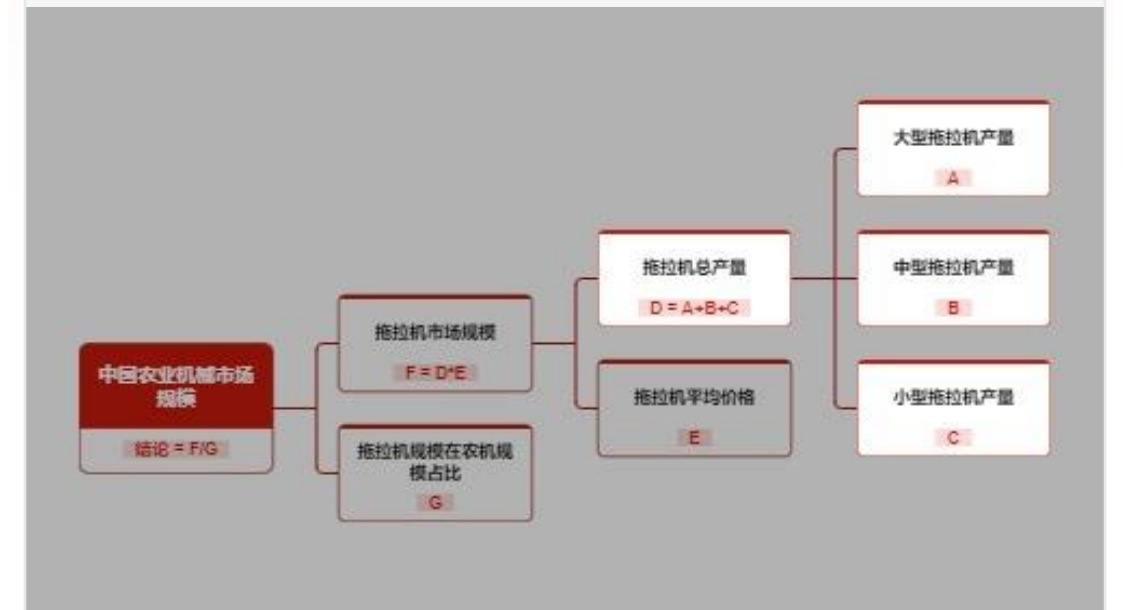 中国农业机械市场
规模
结论 = F/G
拖拉机市场规模
F = D*E
拖拉机规模在农机规
模占比
G
拖拉机总产量
D = A+B+C
拖拉机平均价格
E
大型拖拉机产量
A
中型拖拉机产量
B
小型拖拉机产量
C